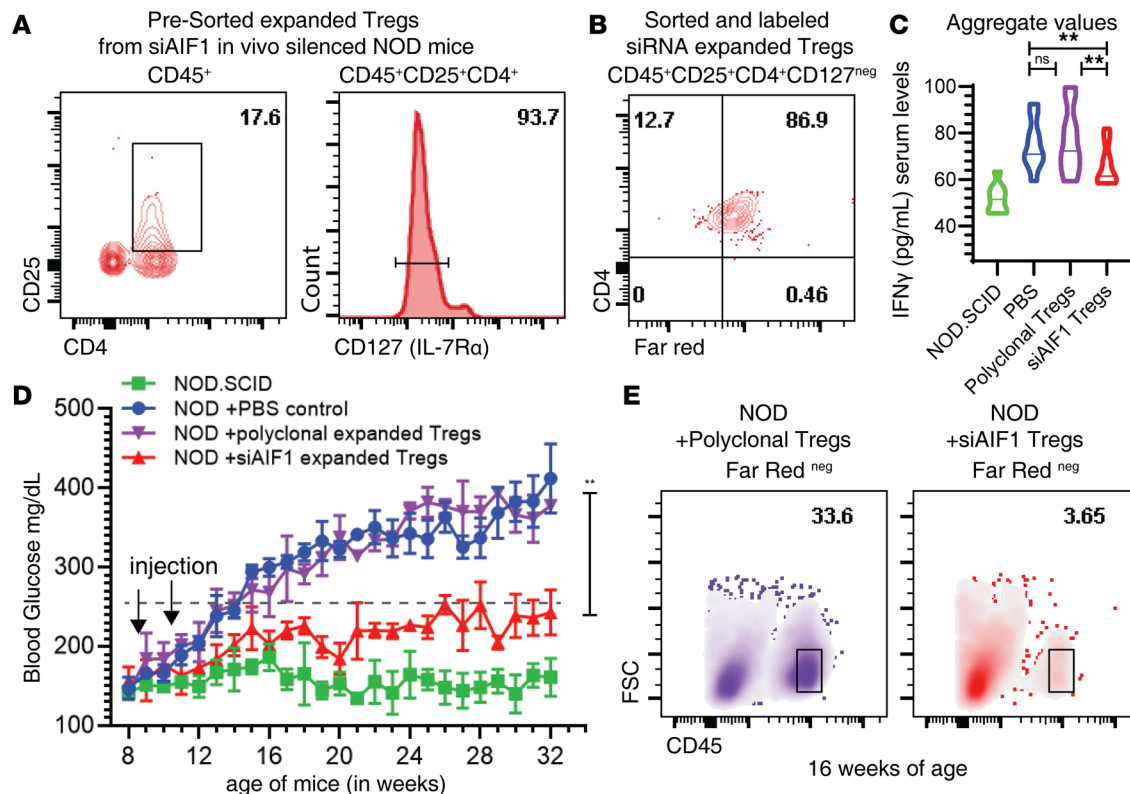 A
Pre-Sorted expanded Tregs
from siAIF1 in vivo silenced NOD mice
CD45⁺
17.6
CD25
CD4
CD45⁺CD25⁺CD4⁺
93.7
Count
CD127 (IL-7Rα)
B
Sorted and labeled
siRNA expanded Tregs
CD45⁺CD25⁺CD4⁺CD127ⁿᵉᵍ
12.7
86.9
0
0.46
CD4
Far red
C
Aggregate values
**
ns
**
100
80
60
40
IFNγ (pg/mL) serum levels
NOD.SCID
PBS
Polyclonal Tregs
siAIF1 Tregs
D
NOD.SCID
NOD +PBS control
NOD +polyclonal expanded Tregs
NOD +siAIF1 expanded Tregs
500
400
300
200
100
Blood Glucose mg/dL
injection
**
8
12
16
20
24
28
32
age of mice (in weeks)
E
NOD
+Polyclonal Tregs
Far Red ⁿᵉᵍ
33.6
NOD
+siAIF1 Tregs
Far Red ⁿᵉᵍ
3.65
FSC
CD45
16 weeks of age